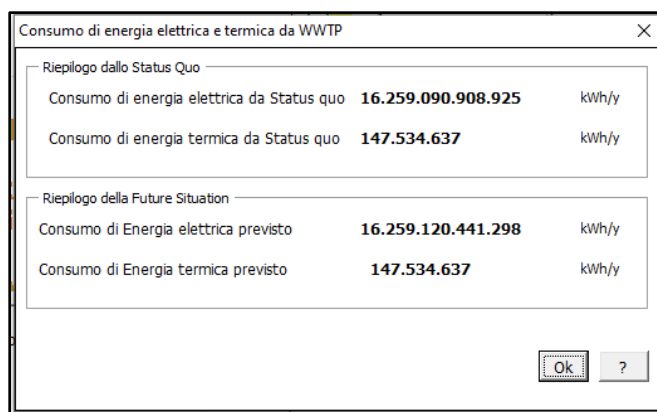 Consumo di energia elettrica e termica da WWTP
Riepilogo dallo Status Quo
Consumo di energia elettrica da Status quo 16.259.090.908.925 kWh/y
Consumo di energia termica da Status quo 147.534.637 kWh/y
Riepilogo della Future Situation
Consumo di Energia elettrica previsto 16.259.120.441.298 kWh/y
Consumo di Energia termica previsto 147.534.637 kWh/y
Ok ?